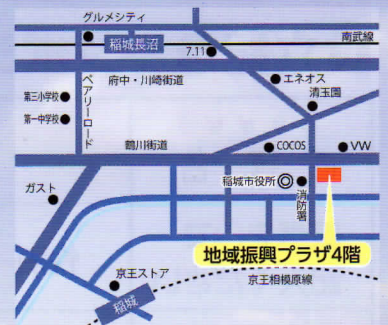 グルメシティ
南武線
稲城長沼
7.11
エネオス
ペアリーロード
府中・川崎街道
清玉園
第三小学校
第一中学校
鶴川街道
COCOS
VW
稲城市役所
消防署
ガスト
地域振興プラザ4階
京王ストア
京王相模原線
稲城